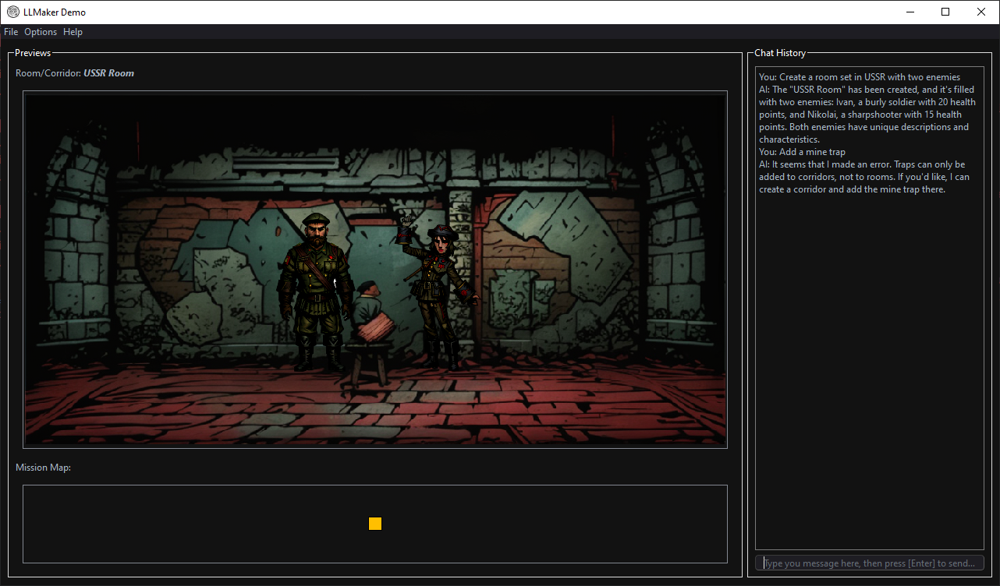 LLMaker Demo
File Options Help
Previews
Room/Corridor: USSR Room
Mission Map:
Chat History
You: Create a room set in USSR with two enemies
AI: The "USSR Room" has been created, and it's filled
with two enemies: Ivan, a burly soldier with 20 health
points, and Nikolai, a sharpshooter with 15 health
points. Both enemies have unique descriptions and
characteristics.
You: Add a mine trap
AI: It seems that I made an error. Traps can only be
added to corridors, not to rooms. If you'd like, I can
create a corridor and add the mine trap there.
Type you message here, then press [Enter] to send...